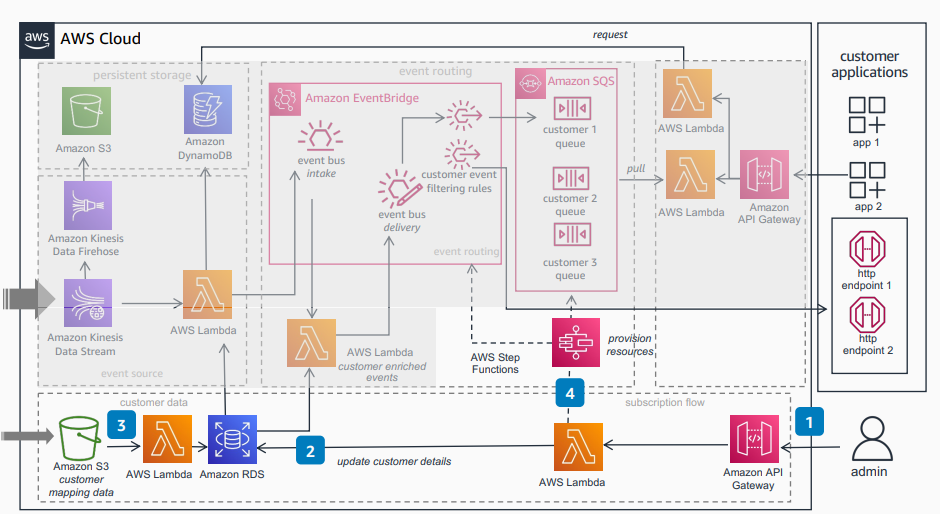 aws
AWS Cloud
request
persistent storage
Amazon S3
Amazon
DynamoDB
event routing
Amazon EventBridge
event bus
intake
event bus
delivery
customer event
filtering rules
event routing
Amazon SQS
customer 1
queue
customer 2
queue
customer 3
queue
pull
AWS Lambda
AWS Lambda
Amazon
API Gateway
customer
applications
app 1
app 2
http
endpoint 1
http
endpoint 2
Amazon Kinesis
Data Firehose
Amazon Kinesis
Data Stream
AWS Lambda
event source
AWS Lambda
customer enriched
events
AWS Step
Functions
provision
resources
4
customer data
subscription flow
3
2
1
Amazon S3
customer
mapping data
AWS Lambda
Amazon RDS
update customer details
AWS Lambda
Amazon API
Gateway
admin